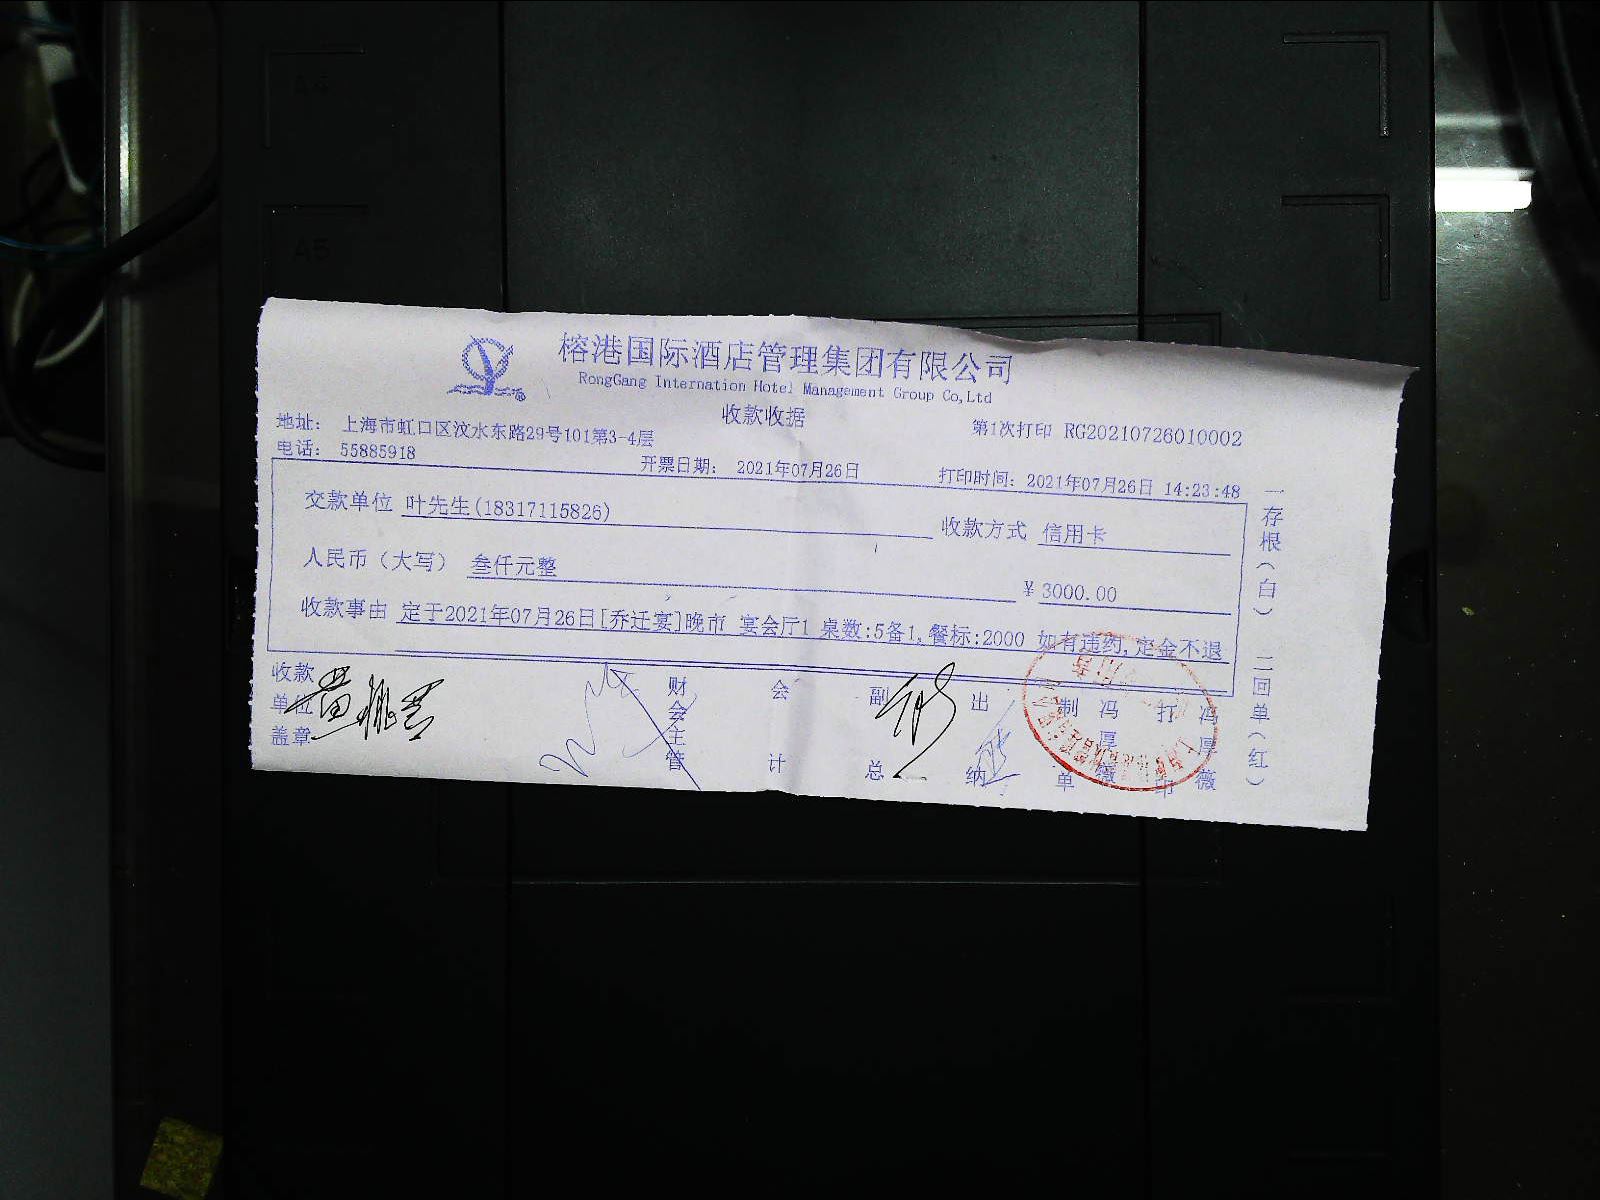 A4
A5
榕港国际酒店管理集团有限公司
RongGang Internation Hotel Management Group Co,Ltd
收款收据
地址： 上海市虹口区汶水东路29号101第3-4层
第1次打印 RG20210726010002
电话： 55885918
开票日期： 2021年07月26日
打印时间：2021年07月26日 14:23:48
交款单位 叶先生(18317115826)
收款方式 信用卡
人民币（大写） 叁仟元整
￥3000.00
收款事由 定于2021年07月26日[乔迁宴]晚市 宴会厅1 桌数:5备1,餐标:2000 如有违约,定金不退
收款单位盖章
财会主管
会计
副总
出纳
制单
冯厚薇
打印
冯厚薇
一存根（白） 二回单（红）